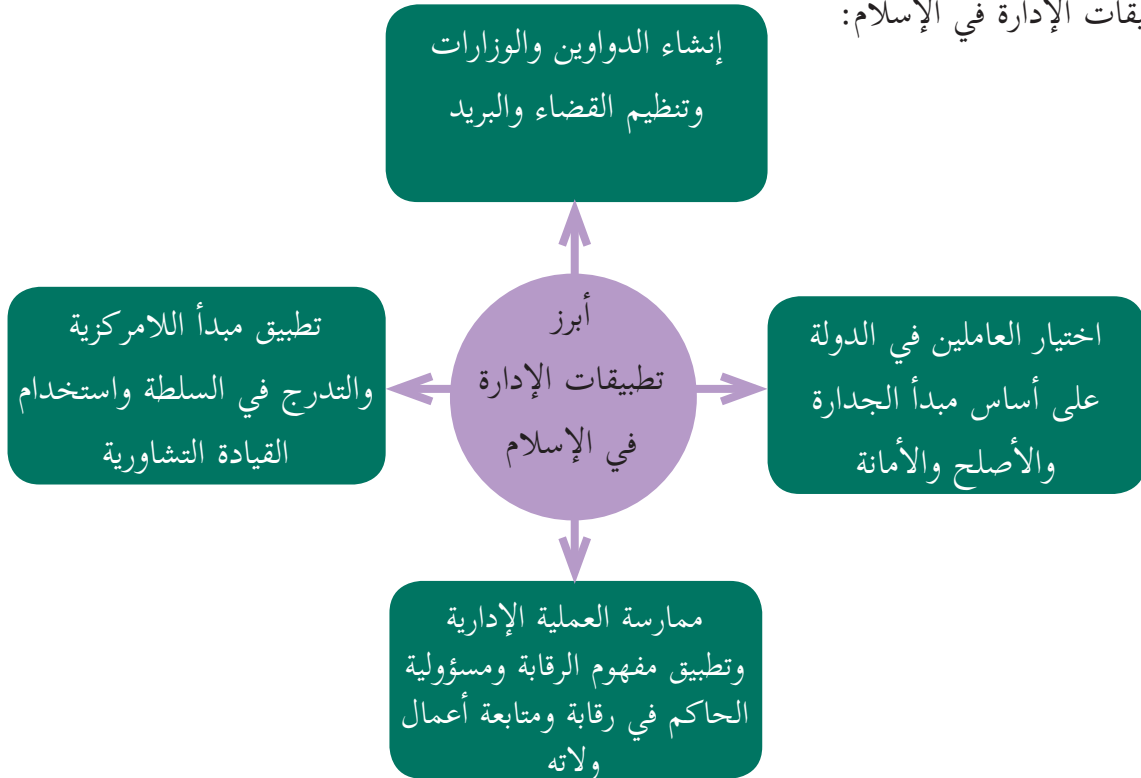 الإدارة في الإسلام:
إنشاء الدواوين والوزارات
وتنظيم القضاء والبريد
اختيار العاملين في الدولة
على أساس مبدأ الجدارة
والأصلح والأمانة
أبرز
تطبيقات الإدارة
في الإسلام
تطبيق مبدأ اللامركزية
والتدرج في السلطة واستخدام
القيادة التشاورية
ممارسة العملية الإدارية
وتطبيق مفهوم الرقابة ومسؤولية
الحاكم في رقابة ومتابعة أعمال
ولاته